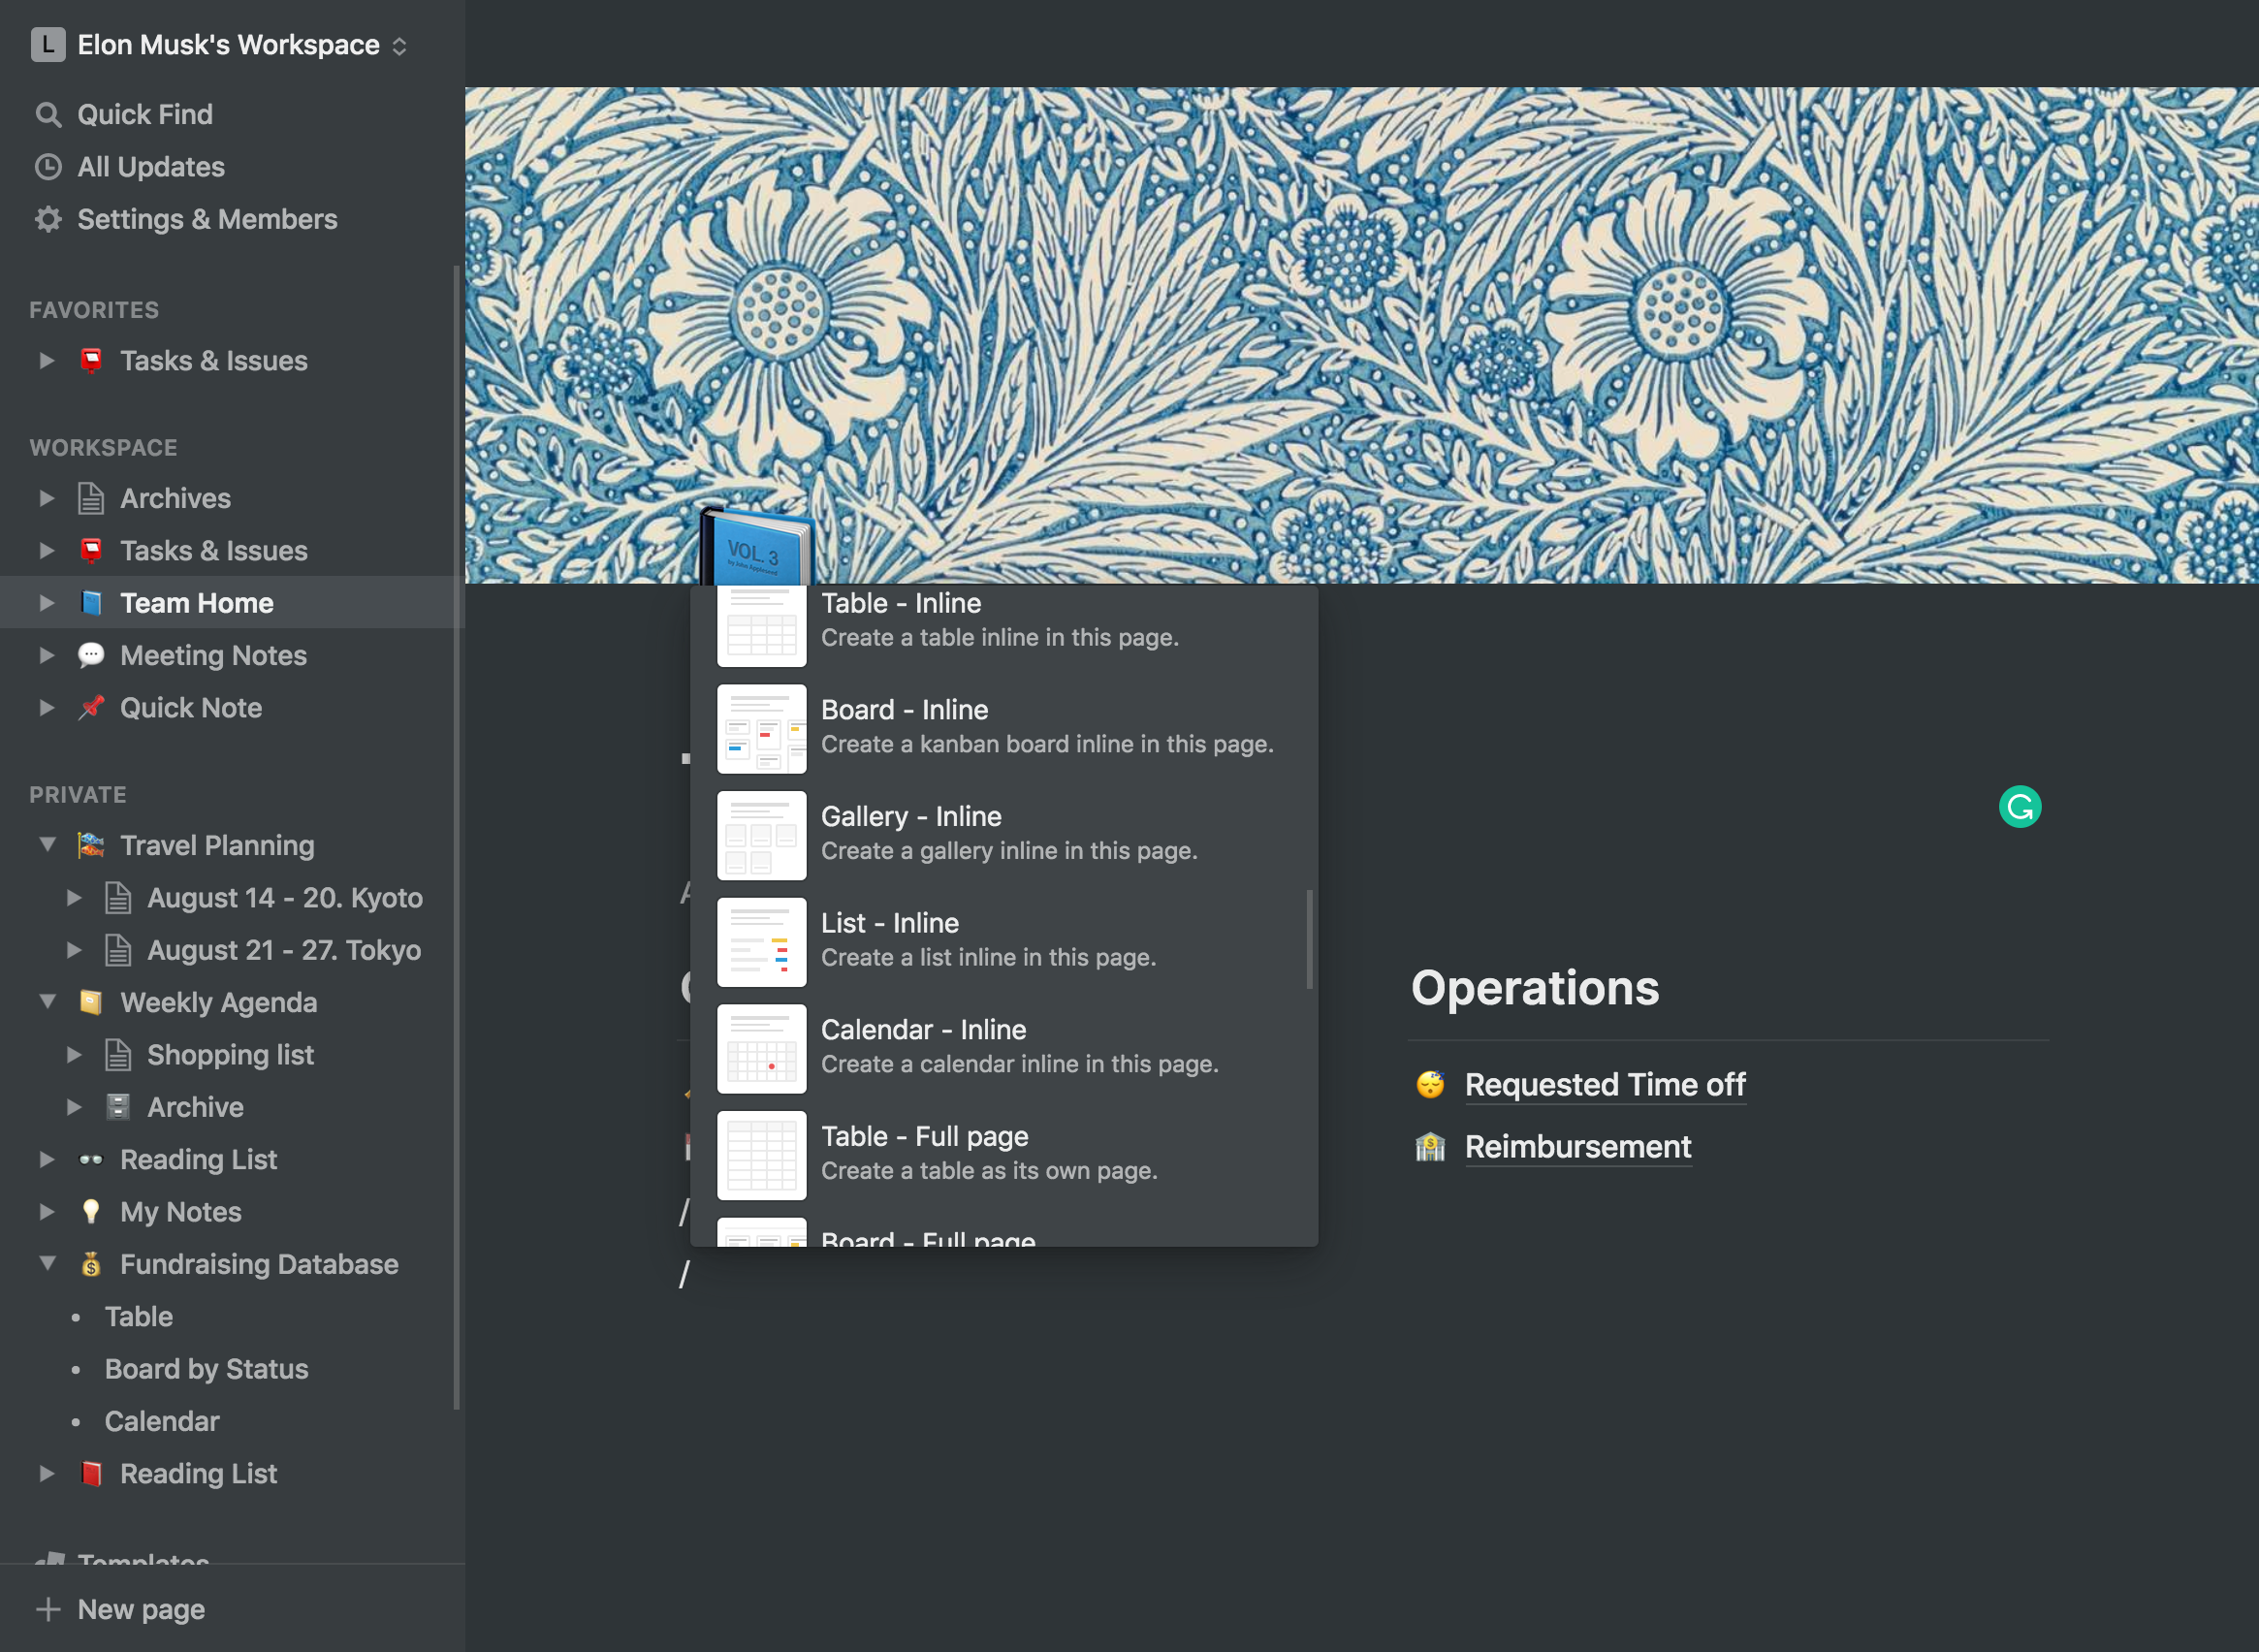 L Elon Musk's Workspace
Quick Find
All Updates
Settings & Members
FAVORITES
Tasks & Issues
WORKSPACE
Archives
Tasks & Issues
Team Home
Meeting Notes
Quick Note
PRIVATE
Travel Planning
August 14 - 20. Kyoto
August 21 - 27. Tokyo
Weekly Agenda
Shopping list
Archive
Reading List
My Notes
Fundraising Database
Table
Board by Status
Calendar
Reading List
Templates
New page
VOL. 3
by John Appleseed
Table - Inline
Create a table inline in this page.
Board - Inline
Create a kanban board inline in this page.
Gallery - Inline
Create a gallery inline in this page.
List - Inline
Create a list inline in this page.
Calendar - Inline
Create a calendar inline in this page.
Table - Full page
Create a table as its own page.
Board - Full page
/
/
Operations
Requested Time off
Reimbursement